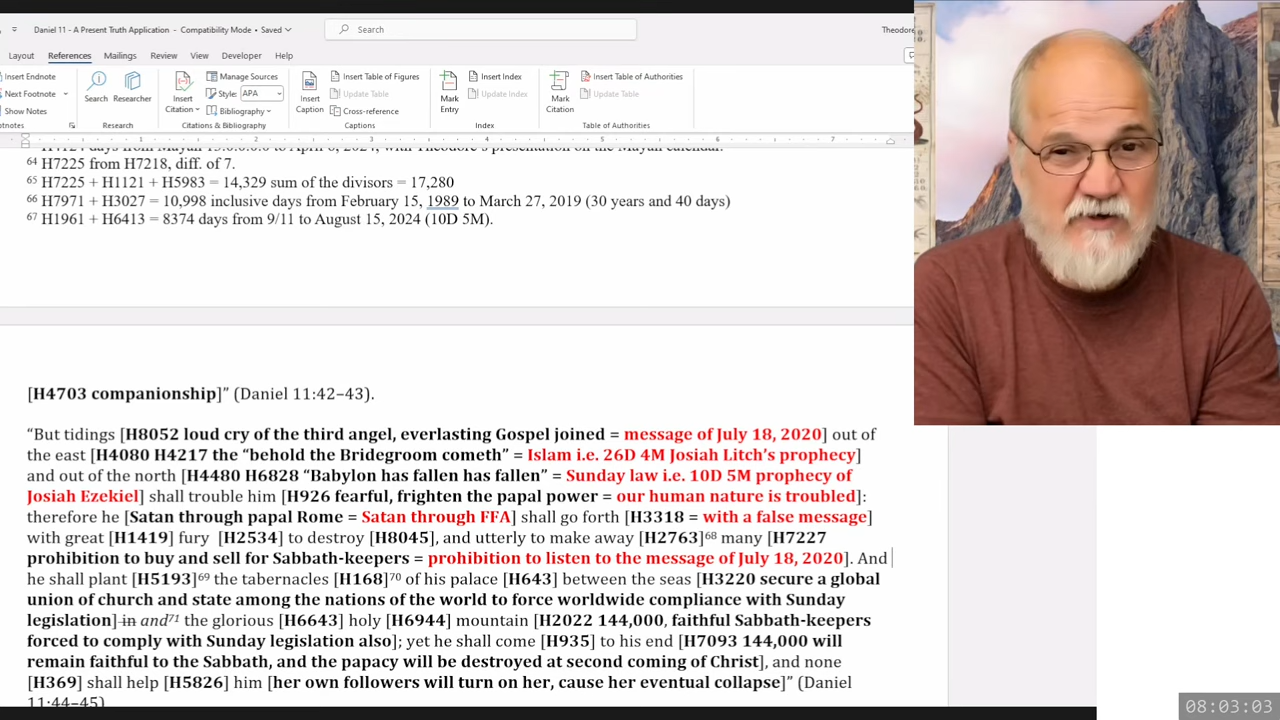 Daniel 11 - A Present Truth Application - Compatibility Mode • Saved
Search
Theodore
Layout References Mailings Review View Developer Help
Insert Endnote
Next Footnote
Show Notes
Search
Researcher
Research
Insert Citation
Manage Sources
Style: APA
Bibliography
Citations & Bibliography
Insert Caption
Insert Table of Figures
Update Table
Cross-reference
Captions
Mark Entry
Insert Index
Update Index
Index
Mark Citation
Insert Table of Authorities
Update Table
Table of Authorities
1 2 3 4 5 6 7
64 H7225 from H7218, diff. of 7.
65 H7225 + H1121 + H5983 = 14,329 sum of the divisors = 17,280
66 H7971 + H3027 = 10,998 inclusive days from February 15, 1989 to March 27, 2019 (30 years and 40 days)
67 H1961 + H6413 = 8374 days from 9/11 to August 15, 2024 (10D 5M).
[H4703 companionship]” (Daniel 11:42–43).
“But tidings [H8052 loud cry of the third angel, everlasting Gospel joined = message of July 18, 2020] out of
the east [H4080 H4217 the “behold the Bridegroom cometh” = Islam i.e. 26D 4M Josiah Litch’s prophecy]
and out of the north [H4480 H6828 “Babylon has fallen has fallen” = Sunday law i.e. 10D 5M prophecy of
Josiah Ezekiel] shall trouble him [H926 fearful, frighten the papal power = our human nature is troubled]:
therefore he [Satan through papal Rome = Satan through FFA] shall go forth [H3318 = with a false message]
with great [H1419] fury [H2534] to destroy [H8045], and utterly to make away [H2763]68 many [H7227
prohibition to buy and sell for Sabbath-keepers = prohibition to listen to the message of July 18, 2020]. And
he shall plant [H5193]69 the tabernacles [H168]70 of his palace [H643] between the seas [H3220 secure a global
union of church and state among the nations of the world to force worldwide compliance with Sunday
legislation] in and71 the glorious [H6643] holy [H6944] mountain [H2022 144,000, faithful Sabbath-keepers
forced to comply with Sunday legislation also]; yet he shall come [H935] to his end [H7093 144,000 will
remain faithful to the Sabbath, and the papacy will be destroyed at second coming of Christ], and none
[H369] shall help [H5826] him [her own followers will turn on her, cause her eventual collapse]” (Daniel
11:44–45)
08:03:03